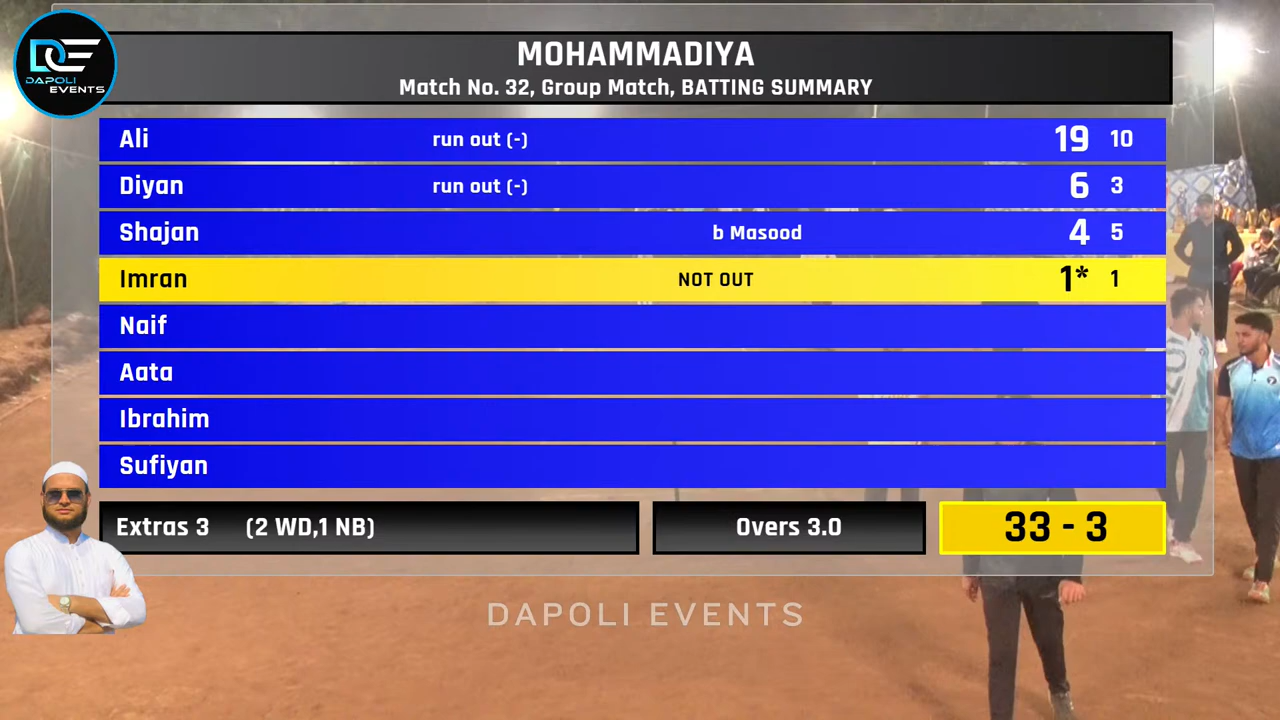 DE
DAPOLI
EVENTS
MOHAMMADIYA
Match No. 32, Group Match, BATTING SUMMARY
Ali run out (-) 19 10
Diyan run out (-) 6 3
Shajan b Masood 4 5
Imran NOT OUT 1* 1
Naif
Aata
Ibrahim
Sufiyan
Extras 3 (2 WD,1 NB) Overs 3.0 33 - 3
DAPOLI EVENTS